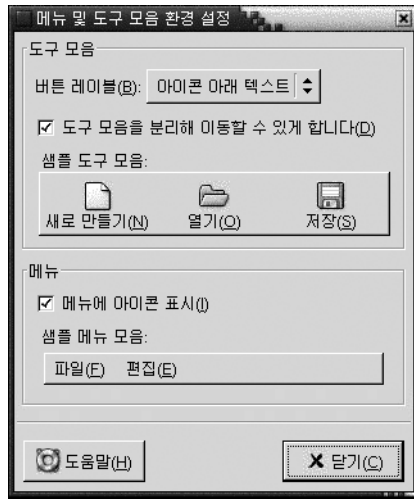 메뉴 및 도구 모음 환경 설정
도구 모음
버튼 레이블(B): 아이콘 아래 텍스트
도구 모음을 분리해 이동할 수 있게 합니다(D)
샘플 도구 모음:
새로 만들기(N) 열기(O) 저장(S)
메뉴
메뉴에 아이콘 표시(I)
샘플 메뉴 모음:
파일(F) 편집(E)
도움말(H) 닫기(C)